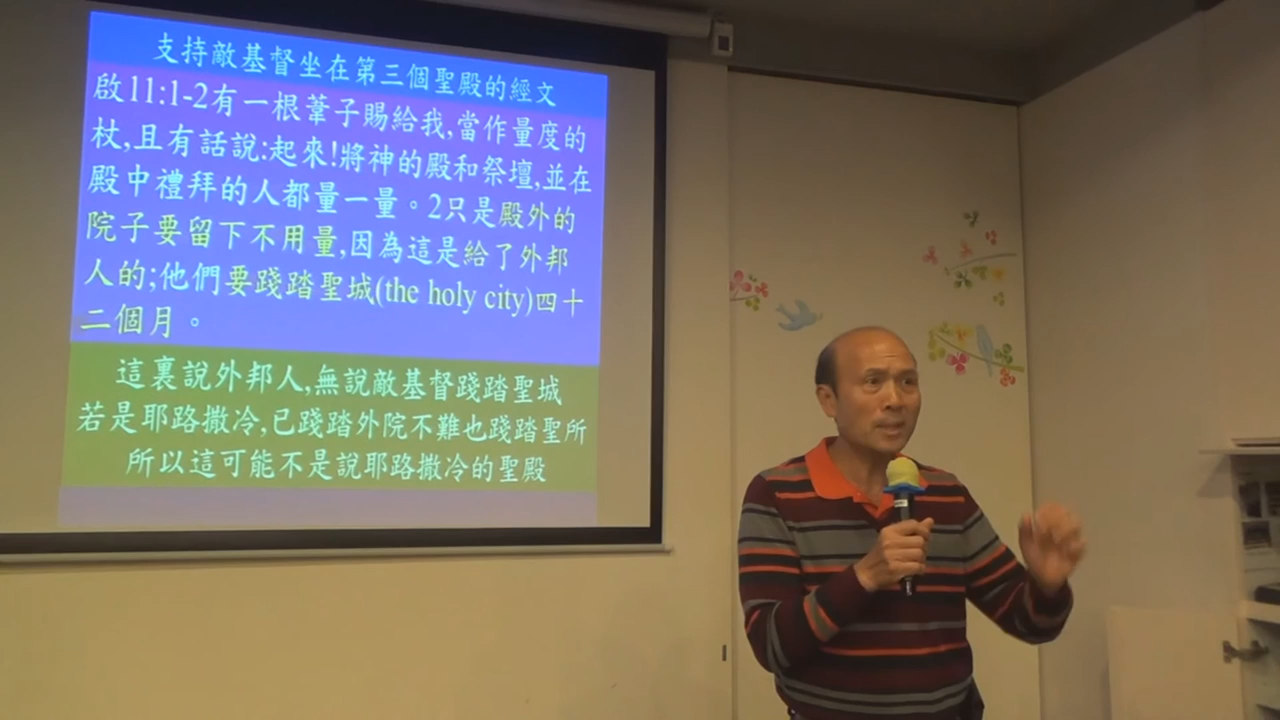 支持敵基督坐在第三個聖殿的經文
啟11:1-2有一根葦子賜給我,當作量度的
杖,且有話說:起來!將神的殿和祭壇,並在
殿中禮拜的人都量一量。2只是殿外的
院子要留下不用量,因為這是給了外邦
人的;他們要踐踏聖城(the holy city)四十
二個月。
這裏說外邦人,無說敵基督踐踏聖城
若是耶路撒冷,已踐踏外院不難也踐踏聖所
所以這可能不是說耶路撒冷的聖殿